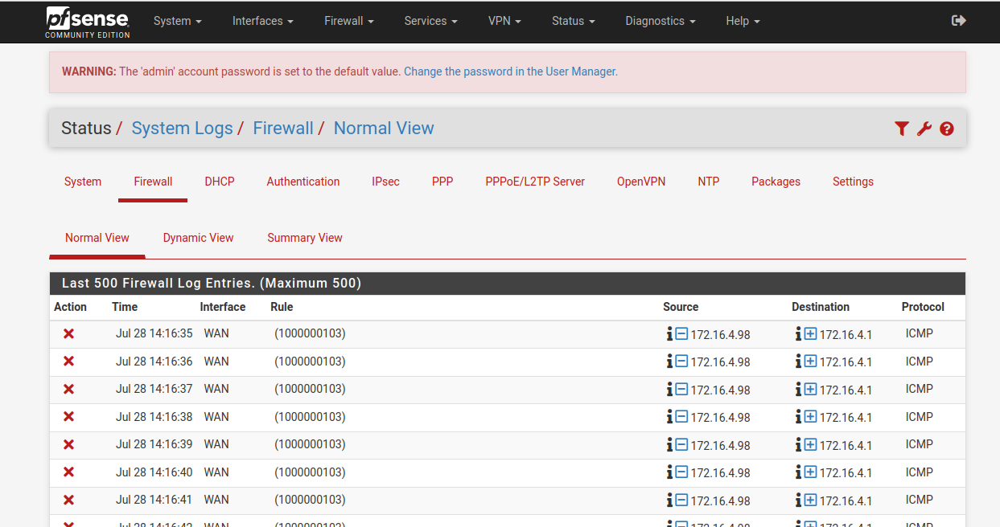 pfsense COMMUNITY EDITION System Interfaces Firewall Services VPN Status Diagnostics Help
WARNING: The 'admin' account password is set to the default value. Change the password in the User Manager.
Status / System Logs / Firewall / Normal View
System Firewall DHCP Authentication IPsec PPP PPPoE/L2TP Server OpenVPN NTP Packages Settings
Normal View Dynamic View Summary View
Last 500 Firewall Log Entries. (Maximum 500)
Action Time Interface Rule Source Destination Protocol
Jul 28 14:16:35 WAN (1000000103) 172.16.4.98 172.16.4.1 ICMP
Jul 28 14:16:36 WAN (1000000103) 172.16.4.98 172.16.4.1 ICMP
Jul 28 14:16:37 WAN (1000000103) 172.16.4.98 172.16.4.1 ICMP
Jul 28 14:16:38 WAN (1000000103) 172.16.4.98 172.16.4.1 ICMP
Jul 28 14:16:39 WAN (1000000103) 172.16.4.98 172.16.4.1 ICMP
Jul 28 14:16:40 WAN (1000000103) 172.16.4.98 172.16.4.1 ICMP
Jul 28 14:16:41 WAN (1000000103) 172.16.4.98 172.16.4.1 ICMP